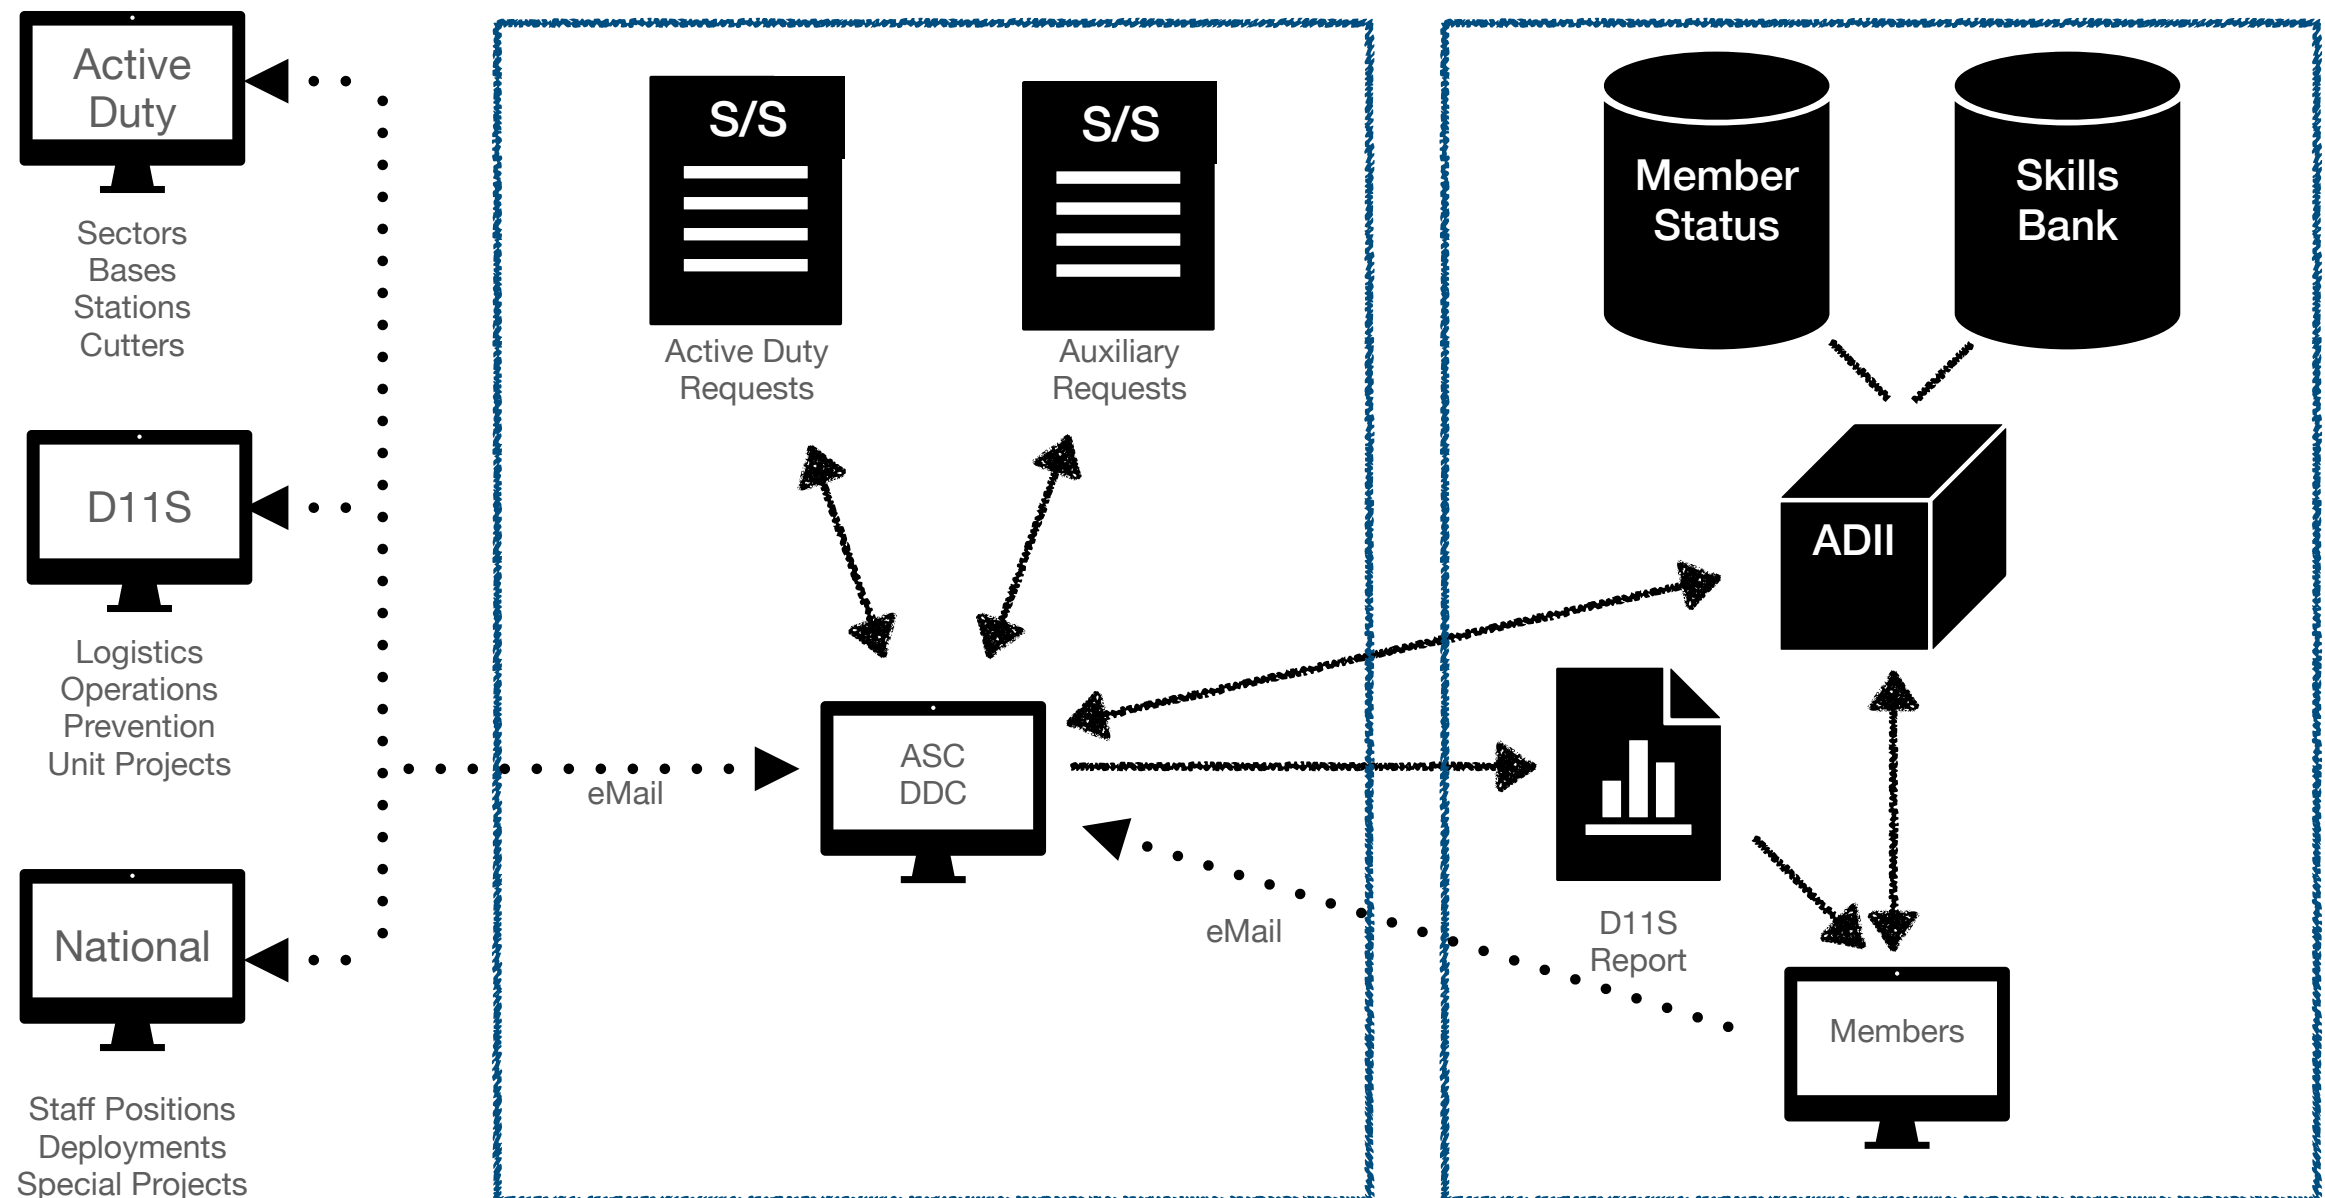 Active
Duty
Sectors
Bases
Stations
Cutters
D11S
Logistics
Operations
Prevention
Unit Projects
National
Staff Positions
Deployments
Special Projects
S/S
Active Duty
Requests
S/S
Auxiliary
Requests
eMail
ASC
DDC
eMail
Member
Status
Skills
Bank
ADII
D11S
Report
Members